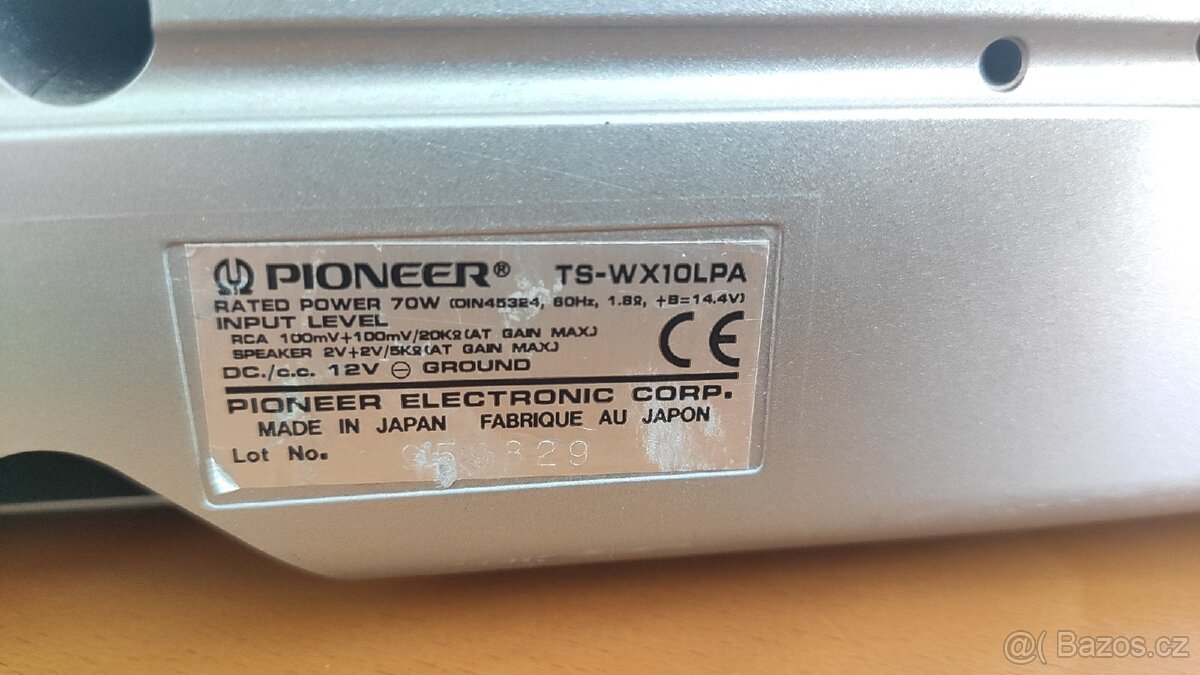 PIONEER® TS-WX10LPA
RATED POWER 70W (DIN45324, 60Hz, 1.8Ω, +B=14.4V)
INPUT LEVEL
RCA 100mV+100mV/20KΩ(AT GAIN MAX.)
SPEAKER 2V+2V/5KΩ(AT GAIN MAX.)
DC./c.c. 12V ⊖ GROUND
CE
PIONEER ELECTRONIC CORP.
MADE IN JAPAN FABRIQUE AU JAPON
Lot No.
@( Bazos.cz